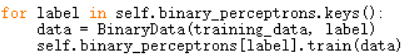 for label in self.binary_perceptrons.keys():
    data = BinaryData(training_data, label)
    self.binary_perceptrons[label].train(data)